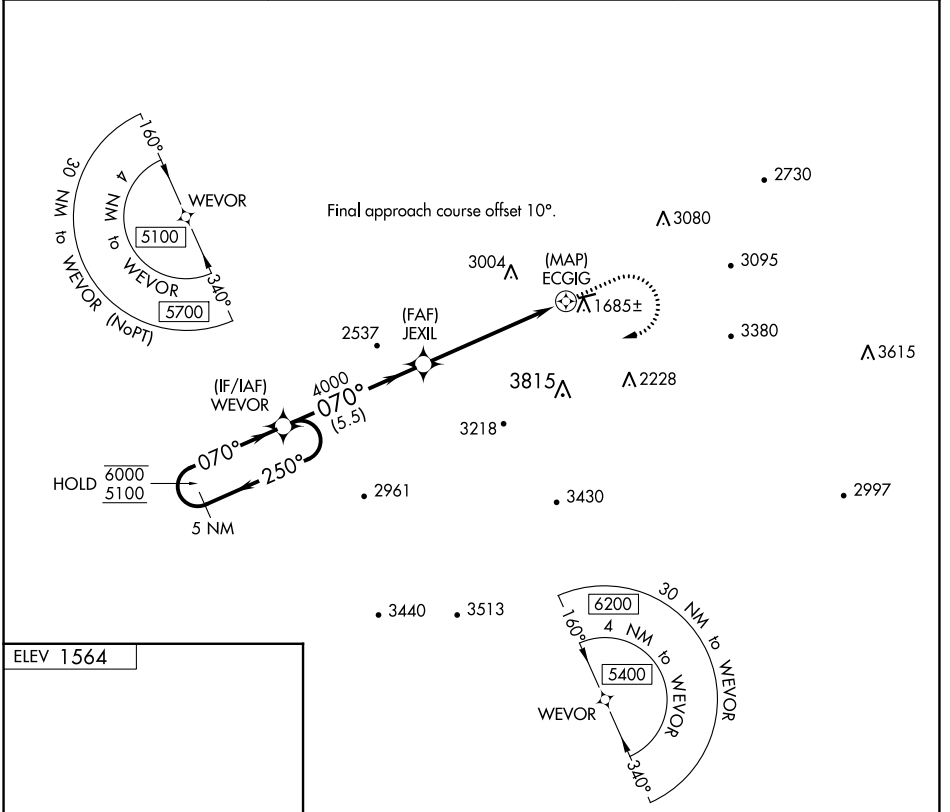 160°
WEVOR
30 NM to WEVOR (NoPT)
4 NM to WEVOR
5100
5700
340°
Final approach course offset 10°.
2730
3080
3004
(MAP)
ECGIG
3095
1685±
(FAF)
JEXIL
2537
3380
3615
(IF/IAF)
WEVOR
4000
070°
(5.5)
3815
2228
3218
070°
250°
HOLD
6000
5100
5 NM
2961
3430
2997
3440
3513
ELEV 1564
160°
6200
30 NM to WEVOR
4 NM to WEVOR
5400
WEVOR
340°